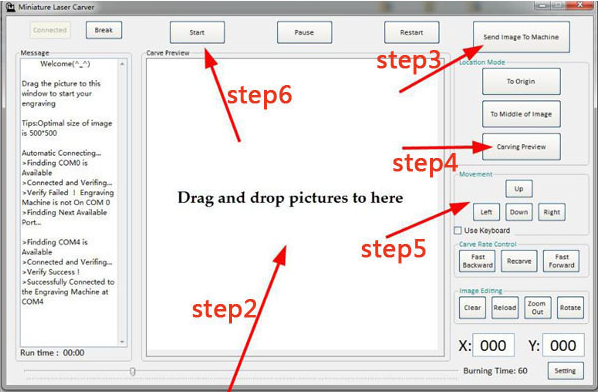 Miniature Laser Carver
Connected
Break
Start
Pause
Restart
Send Image To Machine
step3
Message
Welcome(^_^)
Drag the picture to this
window to start your
engraving
Tips:Optimal size of image
is 500*500
Automatic Connecting...
>Findding COM0 is
Available
>Connected and Verifing...
>Verify Failed ！ Engraving
Machine is not On COM 0
>Finding Next Available
Port...
>Findding COM4 is
Available
>Connected and Verifing...
>Verify Success！
>Successfully Connected to
the Engraving Machine at
COM4
Run time： 00:00
Carve Preview
step6
Drag and drop pictures to here
step2
Location Mode
To Origin
To Middle of Image
Carving Preview
step4
Movement
Up
Left
Down
Right
step5
Use Keyboard
Carve Rate Control
Fast
Backward
Recarve
Fast
Forward
Image Editing
Clear
Reload
Zoom
Out
Rotate
X: 000 Y: 000
Burning Time: 60
Setting